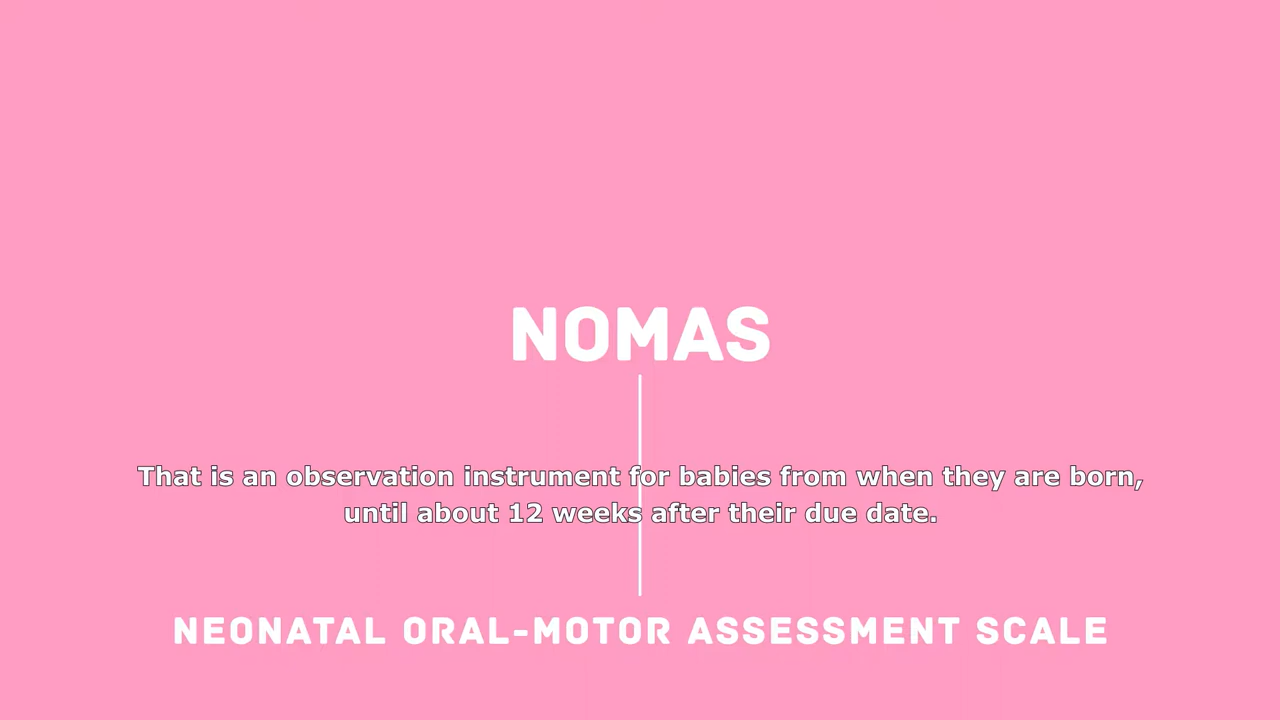 NOMAS
That is an observation instrument for babies from when they are born,
until about 12 weeks after their due date.
NEONATAL ORAL-MOTOR ASSESSMENT SCALE